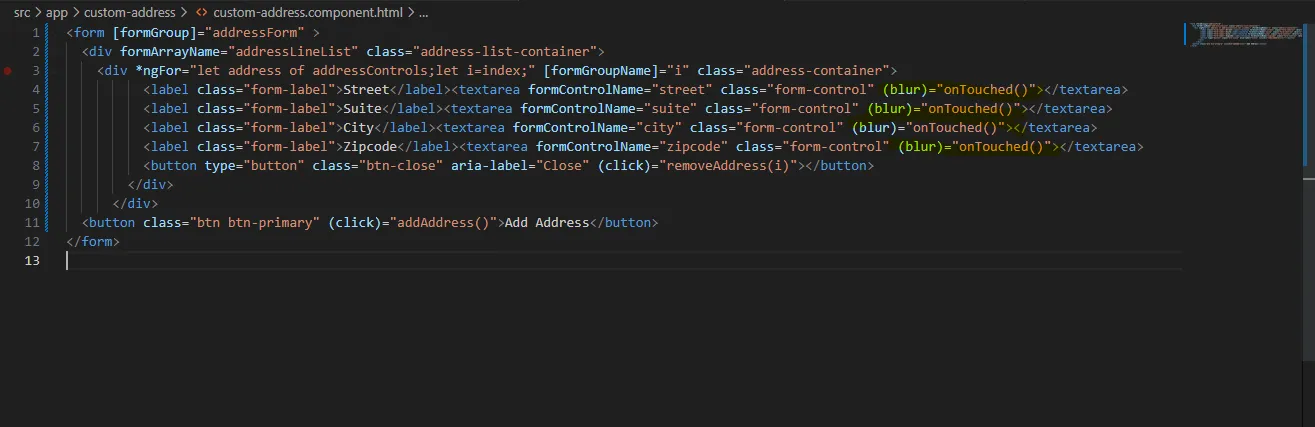 src > app > custom-address > <> custom-address.component.html > ...
1 <form [formGroup]="addressForm" >
2 <div formArrayName="addressLineList" class="address-list-container">
3 <div *ngFor="let address of addressControls;let i=index;" [formGroupName]="i" class="address-container">
4 <label class="form-label">Street</label><textarea formControlName="street" class="form-control" (blur)="onTouched()"></textarea>
5 <label class="form-label">Suite</label><textarea formControlName="suite" class="form-control" (blur)="onTouched()"></textarea>
6 <label class="form-label">City</label><textarea formControlName="city" class="form-control" (blur)="onTouched()"></textarea>
7 <label class="form-label">Zipcode</label><textarea formControlName="zipcode" class="form-control" (blur)="onTouched()"></textarea>
8 <button type="button" class="btn-close" aria-label="Close" (click)="removeAddress(i)"></button>
9 </div>
10 </div>
11 <button class="btn btn-primary" (click)="addAddress()">Add Address</button>
12 </form>
13